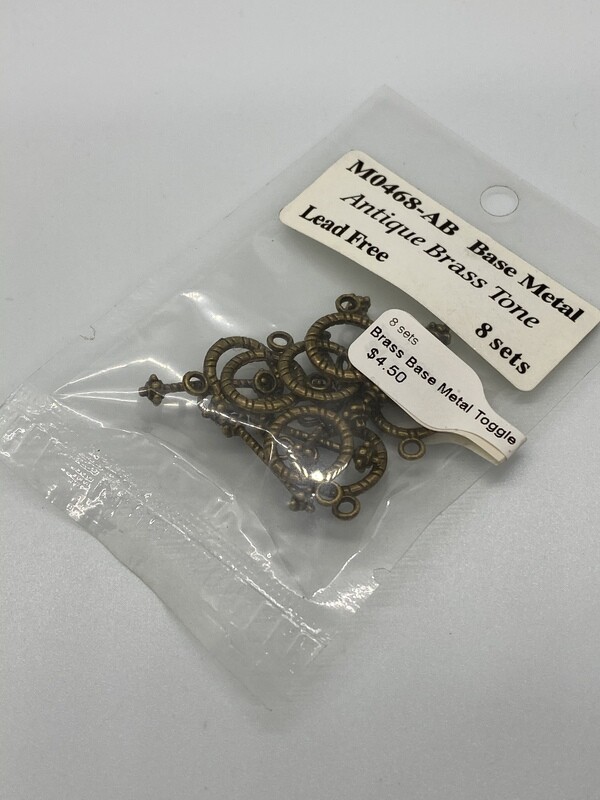 M0468-AB Base Metal
Antique Brass Tone
Lead Free
8 sets
8 sets
Brass Base Metal Toggle
$4.50